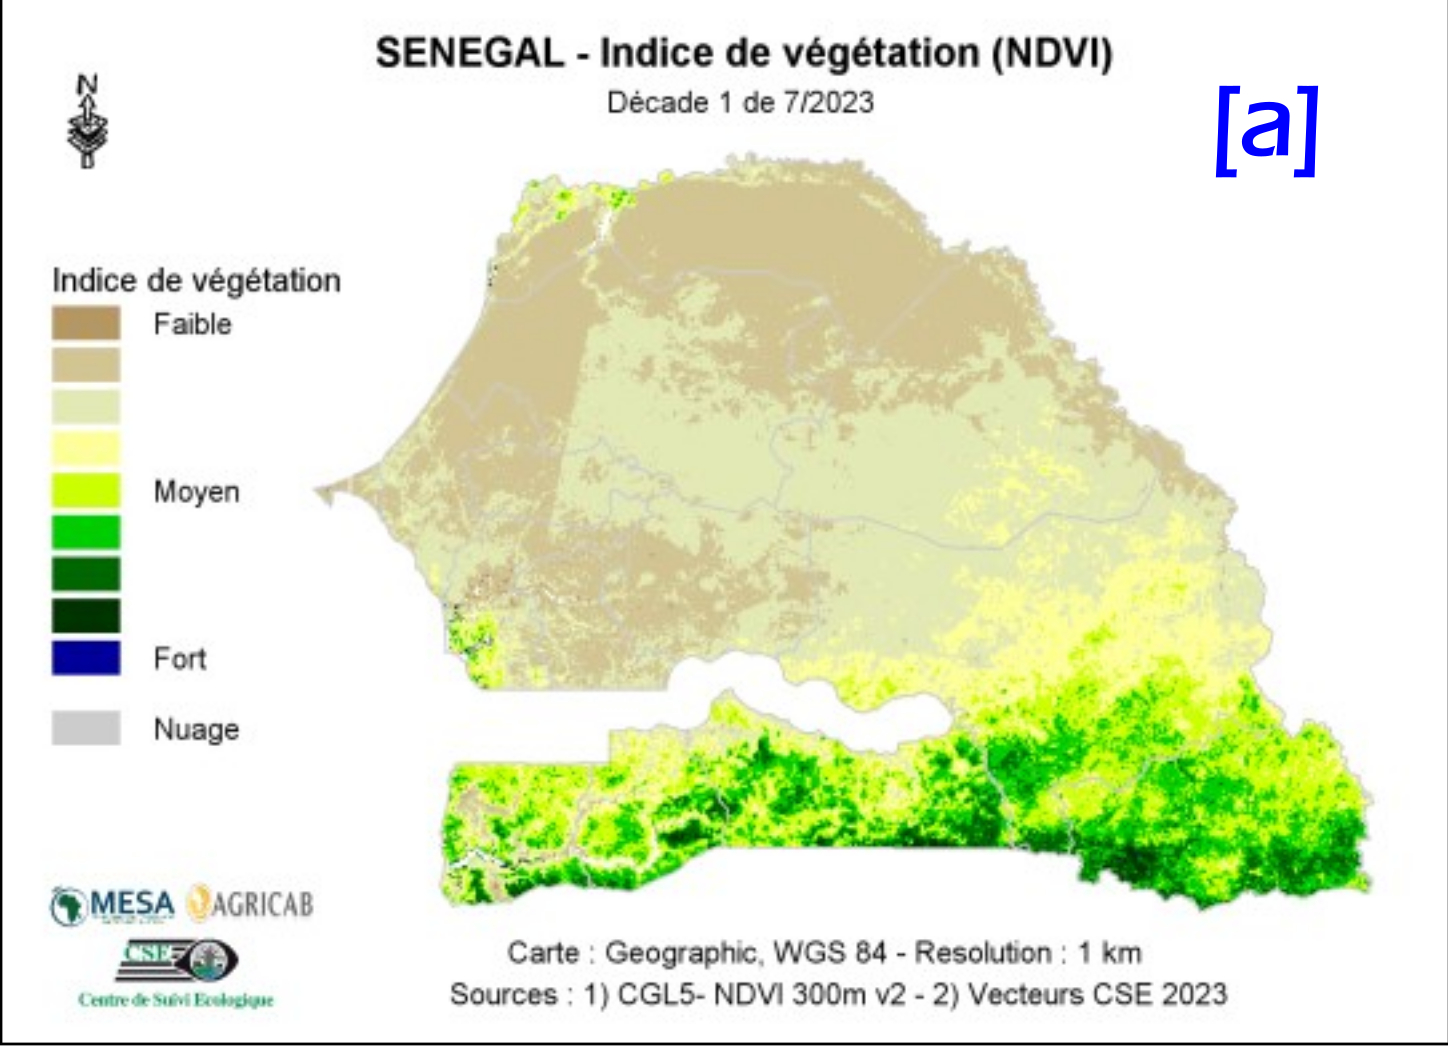 SENEGAL - Indice de végétation (NDVI)
Décade 1 de 7/2023
[a]
N
Indice de végétation
Faible
Moyen
Fort
Nuage
MESA AGRICAB
CSE
Centre de Suivi Ecologique
Carte : Geographic, WGS 84 - Resolution : 1 km
Sources : 1) CGL5- NDVI 300m v2 - 2) Vecteurs CSE 2023